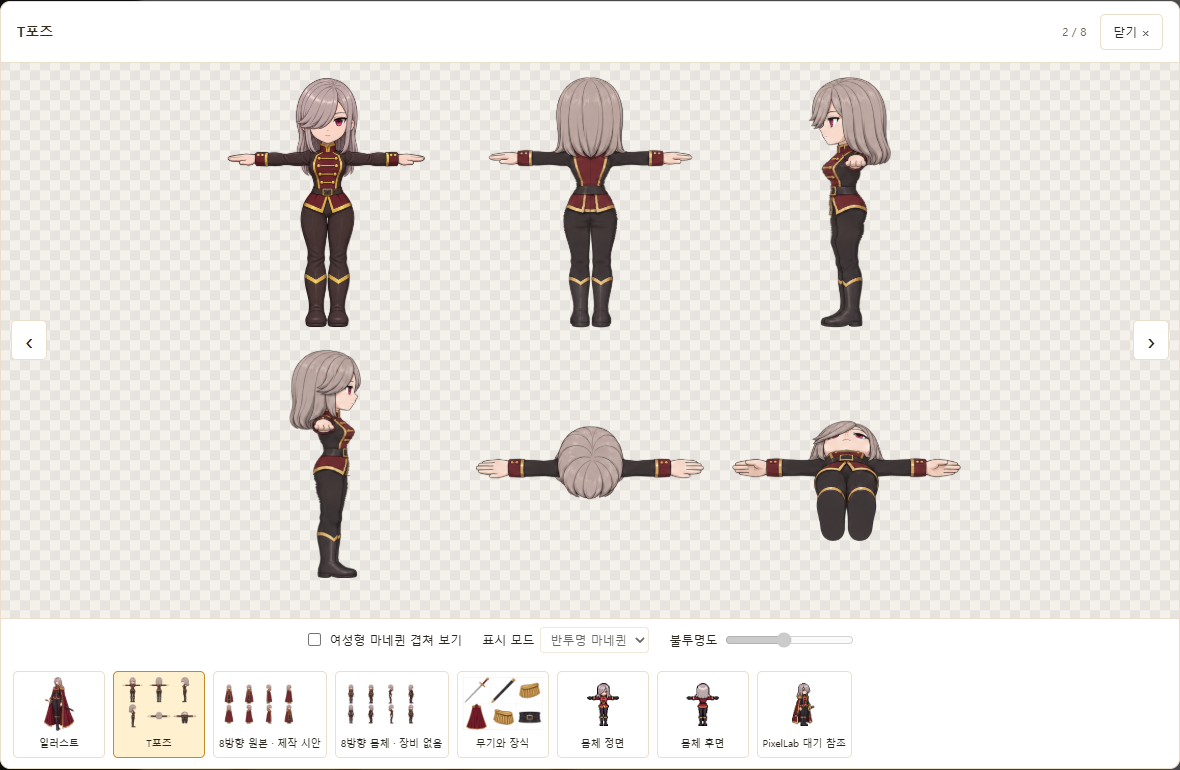 T포즈
2 / 8
닫기 ×
‹
›
여성형 마네퀸 겹쳐 보기
표시 모드
반투명 마네퀸
불투명도
일러스트
T포즈
8방향 원본 · 제작 시안
8방향 몸체 · 장비 없음
무기와 장식
몸체 정면
몸체 후면
PixelLab 대기 참조